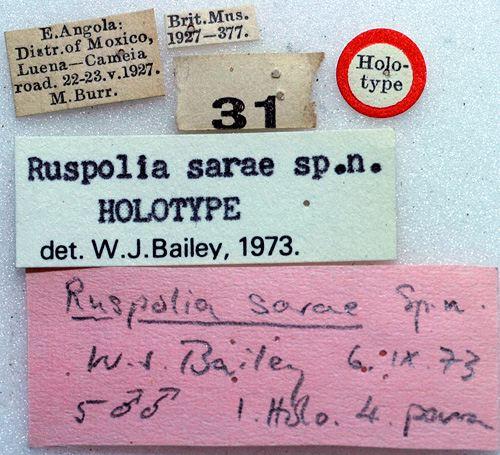 E. Angola:
Distr. of Moxico,
Luena—Cameia
road. 22-23.v.1927.
M. Burr.
Brit. Mus.
1927—377.
31
Holo-
type
Ruspolia sarae sp.n.
HOLOTYPE
det. W.J.Bailey, 1973.
Ruspolia sarae Sp.n.
W.J. Bailey 6.IX.73
5 ♂♂ 1. Holo. 4. para